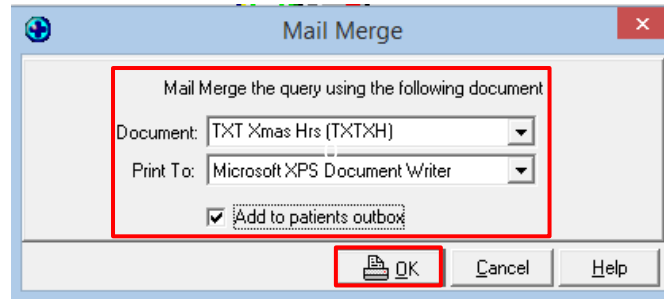 Mail Merge
Mail Merge the query using the following document
Document: TXT Xmas Hrs (TXTXH)
Print To: Microsoft XPS Document Writer
Add to patients outbox
OK Cancel Help